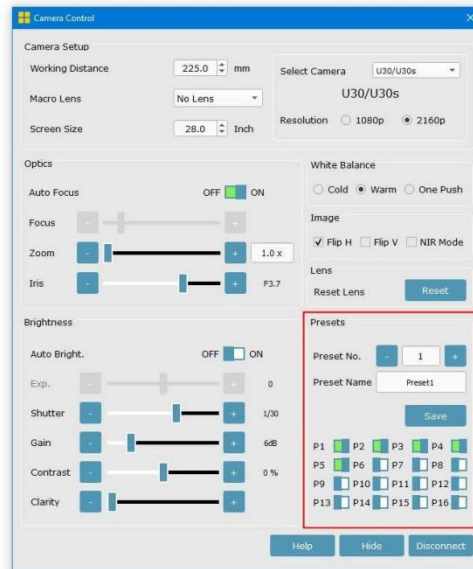 Camera Control
Camera Setup
Working Distance 225.0 mm
Macro Lens No Lens
Screen Size 28.0 Inch
Select Camera U30/U30s
U30/U30s
Resolution 1080p 2160p
Optics
Auto Focus OFF ON
Focus - +
Zoom - + 1.0 x
Iris - + F3.7
White Balance
Cold Warm One Push
Image
Flip H Flip V NIR Mode
Lens
Reset Lens Reset
Brightness
Auto Bright. OFF ON
Exp. - + 0
Shutter - + 1/30
Gain - + 6dB
Contrast - + 0 %
Clarity - +
Presets
Preset No. - 1 +
Preset Name Preset1
Save
P1 P2 P3 P4
P5 P6 P7 P8
P9 P10 P11 P12
P13 P14 P15 P16
Help Hide Disconnect